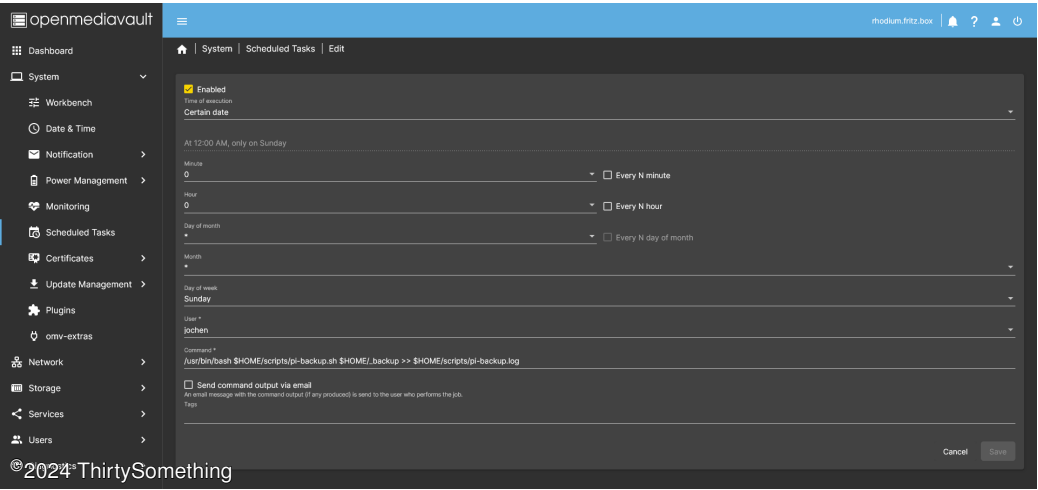 openmediavault
rhodium.fritz.box
Dashboard
System | Scheduled Tasks | Edit
System
Workbench
Date & Time
Notification
Power Management
Monitoring
Scheduled Tasks
Certificates
Update Management
Plugins
omv-extras
Network
Storage
Services
Users
Enabled
Time of execution
Certain date
At 12:00 AM, only on Sunday
Minute
0
Every N minute
Hour
0
Every N hour
Day of month
*
Every N day of month
Month
*
Day of week
Sunday
User *
jochen
Command *
/usr/bin/bash $HOME/scripts/pi-backup.sh $HOME/_backup >> $HOME/scripts/pi-backup.log
Send command output via email
An email message with the command output (if any produced) is send to the user who performs the job.
Tags
Cancel
Save
©2024 ThirtySomething